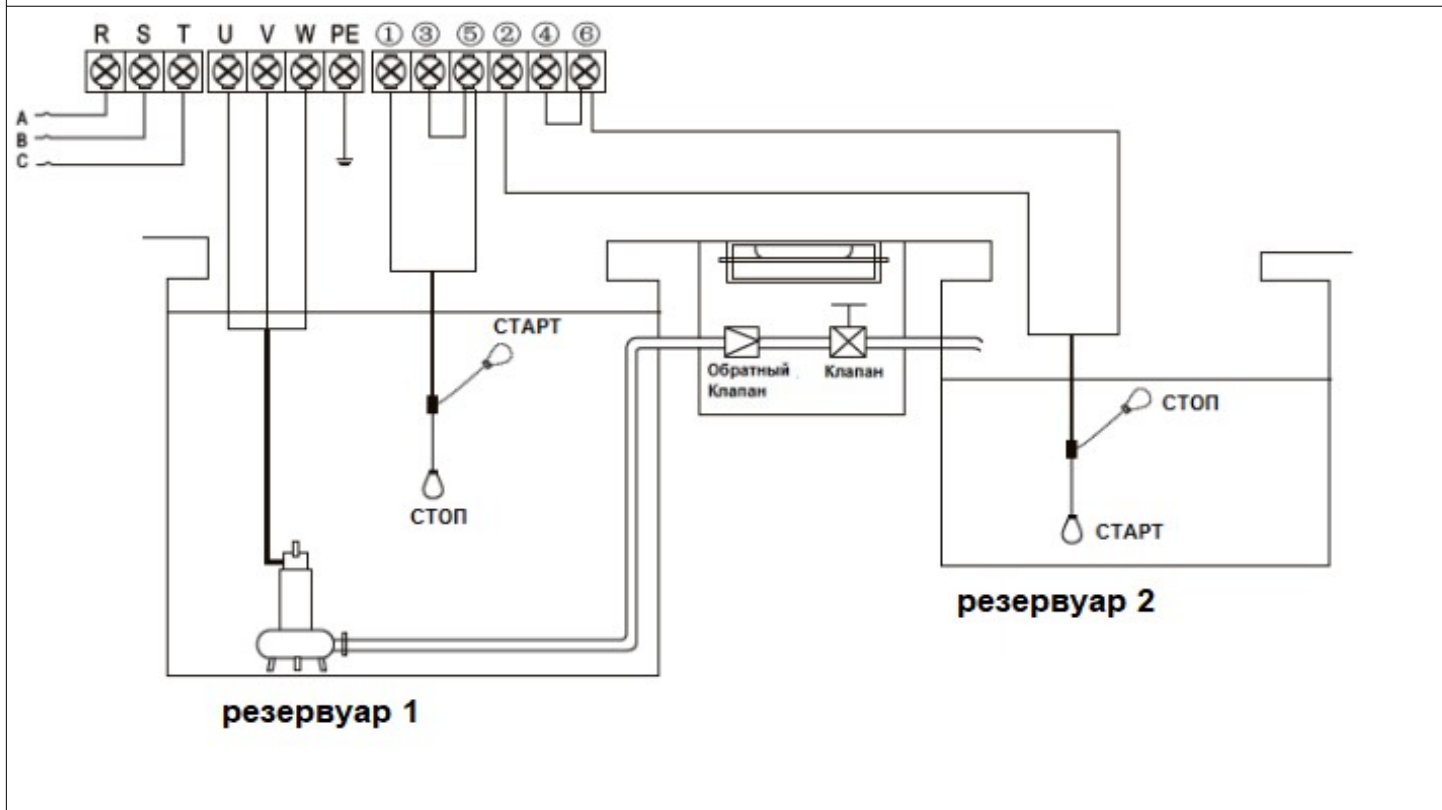 R S T U V W PE ① ③ ⑤ ② ④ ⑥
A
B
C
СТАРТ
СТОП
Обратный
Клапан
Клапан
СТОП
СТАРТ
резервуар 1
резервуар 2